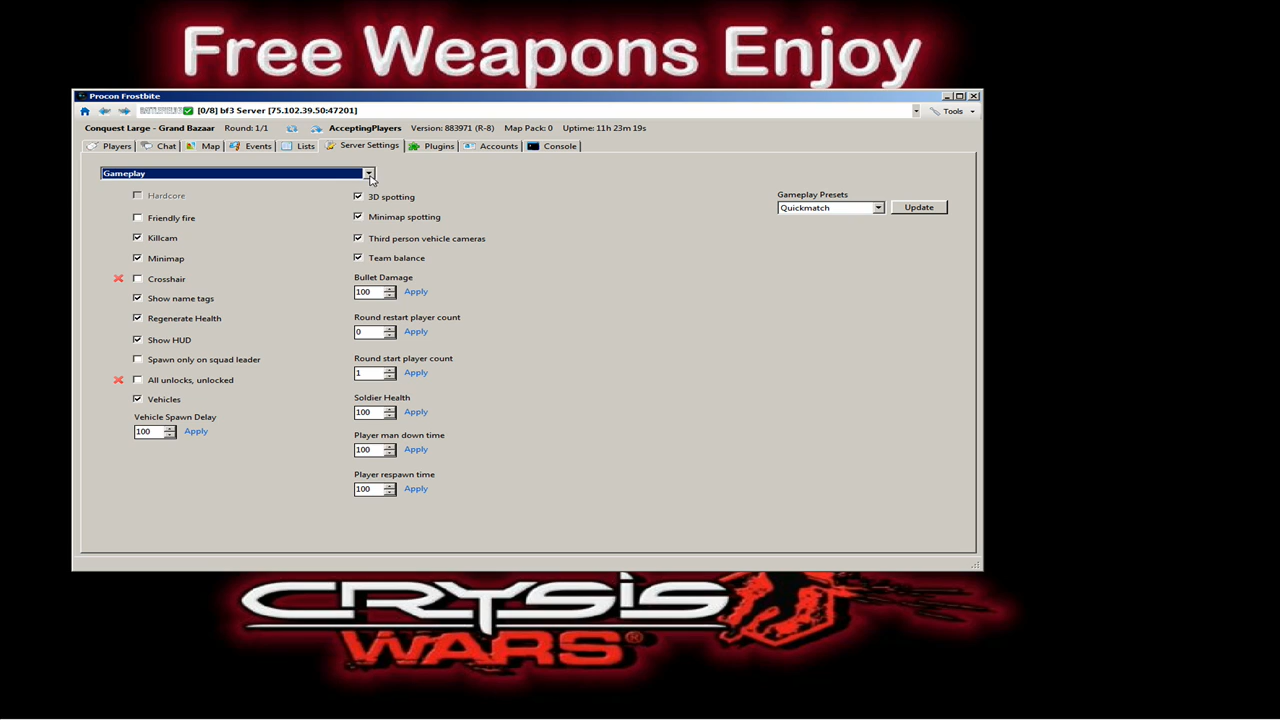 Free Weapons Enjoy
Procon Frostbite
[0/8] bf3 Server [75.102.39.50:47201]
Tools
Conquest Large - Grand Bazaar Round: 1/1 AcceptingPlayers Version: 883971 (R-8) Map Pack: 0 Uptime: 11h 23m 19s
Players Chat Map Events Lists Server Settings Plugins Accounts Console
Gameplay
Hardcore
Friendly fire
Killcam
Minimap
Crosshair
Show name tags
Regenerate Health
Show HUD
Spawn only on squad leader
All unlocks, unlocked
Vehicles
Vehicle Spawn Delay
100 Apply
3D spotting
Minimap spotting
Third person vehicle cameras
Team balance
Bullet Damage
100 Apply
Round restart player count
0 Apply
Round start player count
1 Apply
Soldier Health
100 Apply
Player man down time
100 Apply
Player respawn time
100 Apply
Gameplay Presets
Quickmatch Update
CRYSIS
WARS®